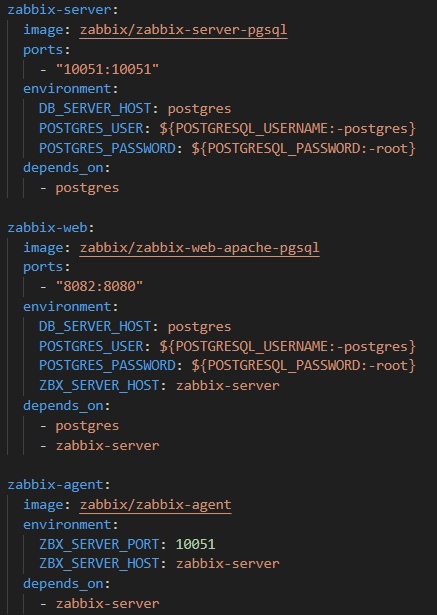 zabbix-server:
  image: zabbix/zabbix-server-pgsql
  ports:
    - "10051:10051"
  environment:
    DB_SERVER_HOST: postgres
    POSTGRES_USER: ${POSTGRESQL_USERNAME:-postgres}
    POSTGRES_PASSWORD: ${POSTGRESQL_PASSWORD:-root}
  depends_on:
    - postgres

zabbix-web:
  image: zabbix/zabbix-web-apache-pgsql
  ports:
    - "8082:8080"
  environment:
    DB_SERVER_HOST: postgres
    POSTGRES_USER: ${POSTGRESQL_USERNAME:-postgres}
    POSTGRES_PASSWORD: ${POSTGRESQL_PASSWORD:-root}
    ZBX_SERVER_HOST: zabbix-server
  depends_on:
    - postgres
    - zabbix-server

zabbix-agent:
  image: zabbix/zabbix-agent
  environment:
    ZBX_SERVER_PORT: 10051
    ZBX_SERVER_HOST: zabbix-server
  depends_on:
    - zabbix-server